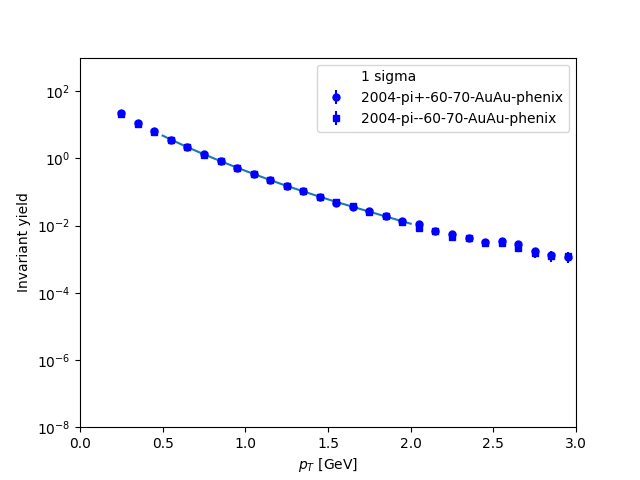 1 sigma
2004-pi+-60-70-AuAu-phenix
2004-pi--60-70-AuAu-phenix
Invariant yield
10^2
10^0
10^-2
10^-4
10^-6
10^-8
0.0 0.5 1.0 1.5 2.0 2.5 3.0
p_T [GeV]